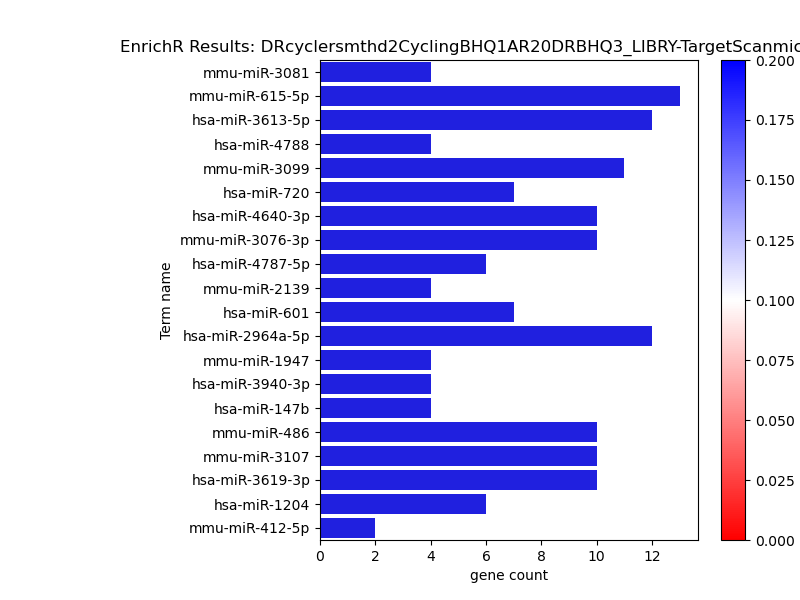 EnrichR Results: DRcyclersmthd2CyclingBHQ1AR20DRBHQ3_LIBRY-TargetScanmic
mmu-miR-3081
mmu-miR-615-5p
hsa-miR-3613-5p
hsa-miR-4788
mmu-miR-3099
hsa-miR-720
hsa-miR-4640-3p
mmu-miR-3076-3p
hsa-miR-4787-5p
mmu-miR-2139
hsa-miR-601
hsa-miR-2964a-5p
mmu-miR-1947
hsa-miR-3940-3p
hsa-miR-147b
mmu-miR-486
mmu-miR-3107
hsa-miR-3619-3p
hsa-miR-1204
mmu-miR-412-5p
Term name
0 2 4 6 8 10 12
gene count
0.200
0.175
0.150
0.125
0.100
0.075
0.050
0.025
0.000